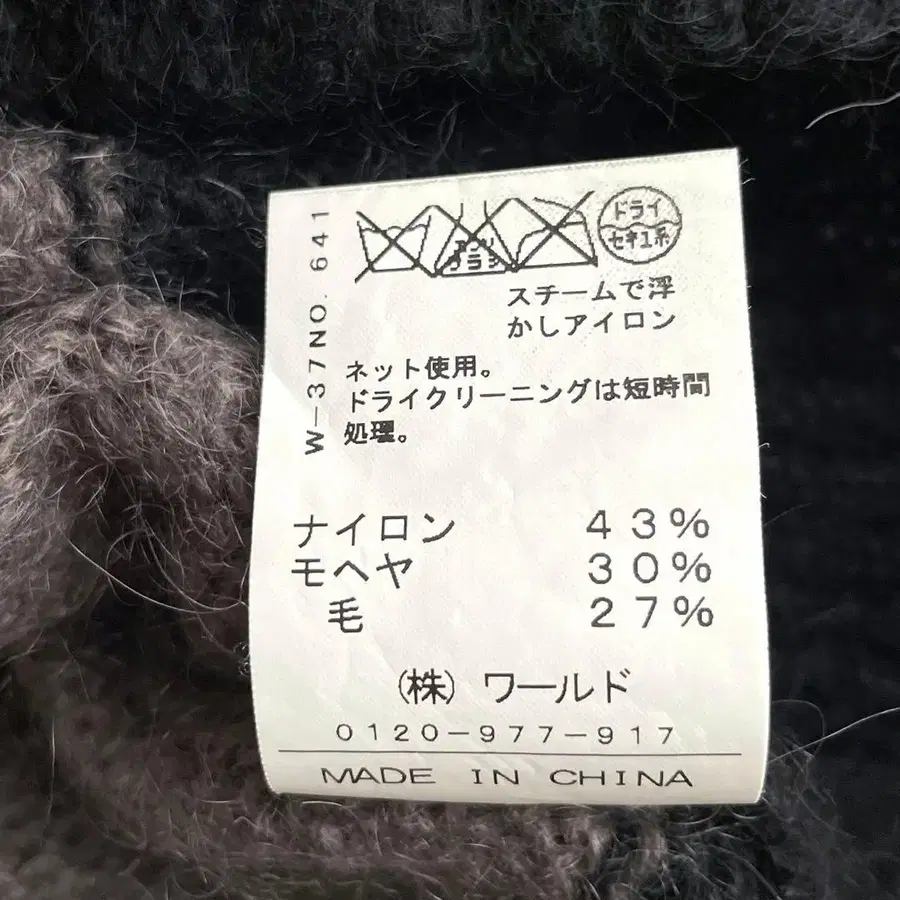 W-37NO. 641
エンソ
ドライ
セキユ系
スチームで浮
かしアイロン
ネット使用。
ドライクリーニングは短時間
処理。
ナイロン 43%
モヘヤ 30%
毛 27%
(株) ワールド
0120-977-917
MADE IN CHINA